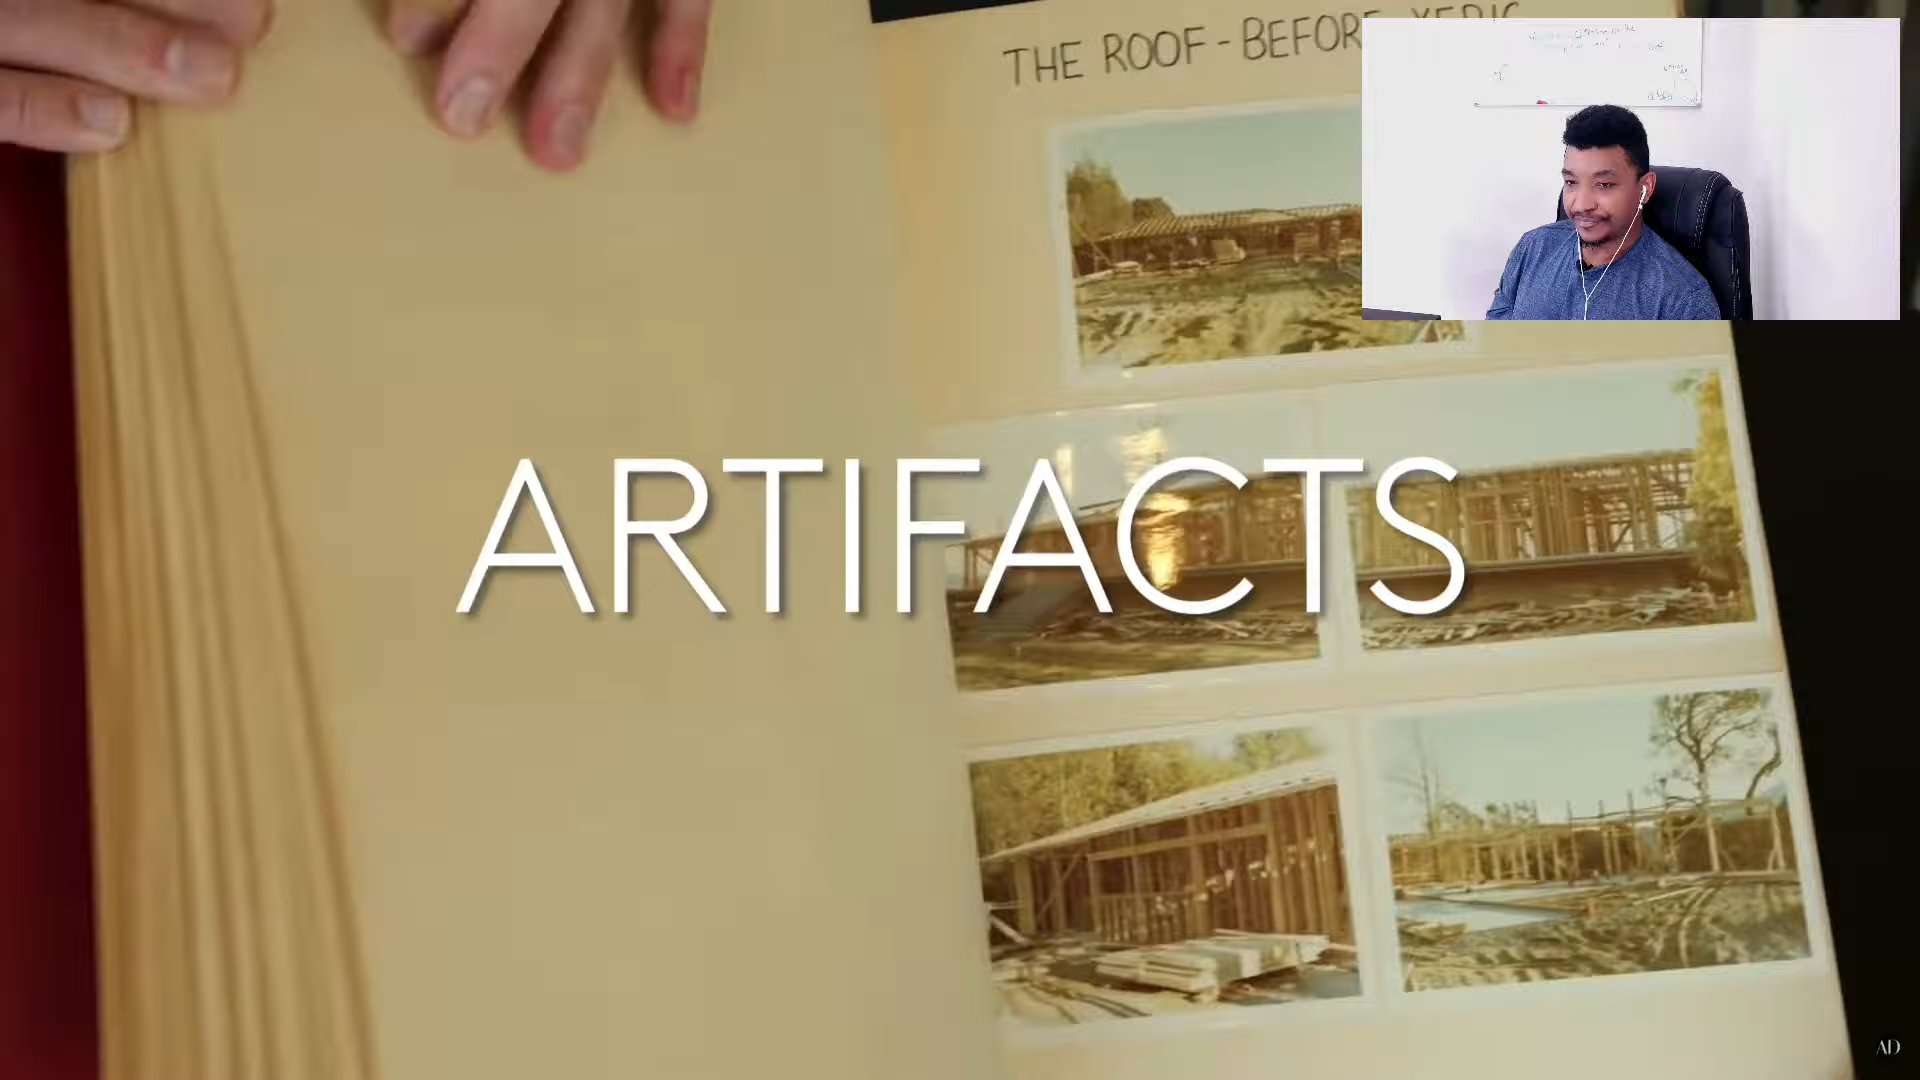 THE ROOF - BEFORE
ARTIFACTS
AD